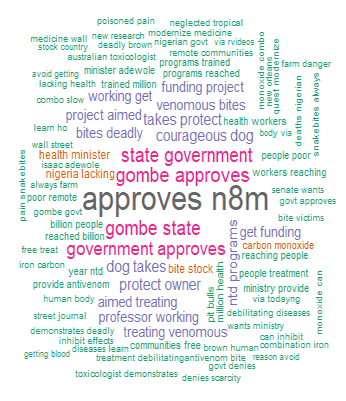 poisoned pain
neglected tropical
medicine wall
new research
modernize medicine
stock country
deadly brown
nigerian govt
via rvideos
australian toxicologist
remote communities
minister adewole
programs trained
avoid getting
programs reached
lacking health
trained million
funding project
combo slow
working get
venomous bites
project aimed
takes protect
health workers
learn ho
bites deadly
courageous dog
body via
wall street
health minister
state government
people poor
isaac adewole
nigeria lacking
gombe approves
workers reaching
always farm
poor remote
approves n8m
senate wants
govt approves
gombe govt
bite victims
billion people
gombe state
get funding
reached billion
carbon monoxide
free treat
government approves
reaching people
iron carbon
year ntd
dog takes
bite stock
people treatment
provide antivenom
protect owner
ministry provide
human body
aimed treating
via todayng
street journal
professor working
debilitating diseases
wants ministry
demonstrates deadly
treating venomous
can inhibit
inhibit effects
diseases learn
communities free
brown human
combination iron
getting blood
treatment debilitating
antivenom bite
reason avoid
govt denies
toxicologist demonstrates
denies scarcity
pain snakebites
ntd programs
pit bulls
million health
monoxide combo
new orleans
quest modernize
farm danger
deaths nigerian
snakebites always
monoxide can